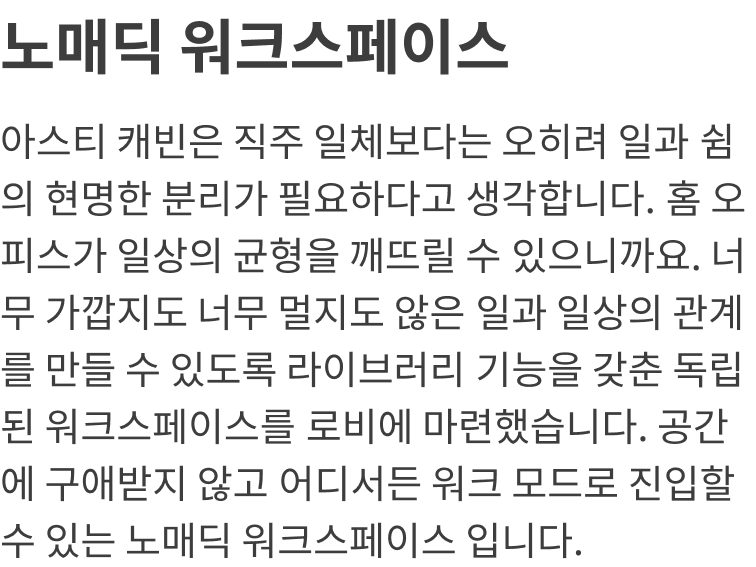 노매딕 워크스페이스
아스티 캐빈은 직주 일체보다는 오히려 일과 쉼
의 현명한 분리가 필요하다고 생각합니다. 홈 오
피스가 일상의 균형을 깨뜨릴 수 있으니까요. 너
무 가깝지도 너무 멀지도 않은 일과 일상의 관계
를 만들 수 있도록 라이브러리 기능을 갖춘 독립
된 워크스페이스를 로비에 마련했습니다. 공간
에 구애받지 않고 어디서든 워크 모드로 진입할
수 있는 노매딕 워크스페이스 입니다.